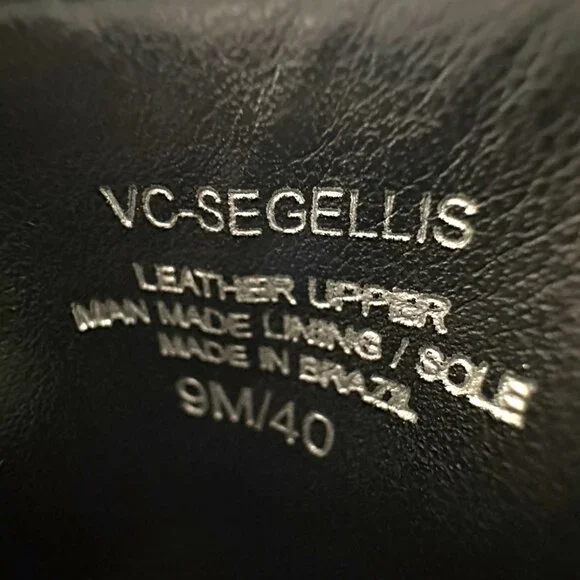 VC-SEGELLIS
LEATHER UPPER
MAN MADE LINING / SOLE
MADE IN BRAZIL
9M/40